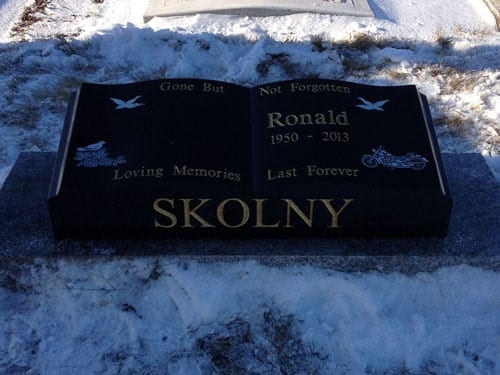 Gone But Not Forgotten
Ronald
1950 - 2013
Loving Memories Last Forever
SKOLNY